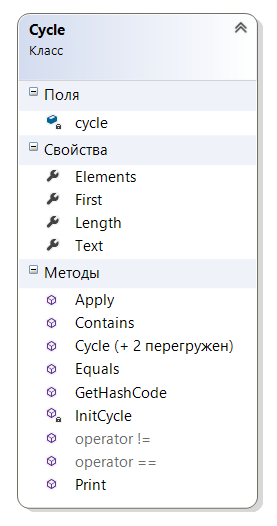 Cycle
Класс
Поля
cycle
Свойства
Elements
First
Length
Text
Методы
Apply
Contains
Cycle (+ 2 перегружен)
Equals
GetHashCode
InitCycle
operator !=
operator ==
Print